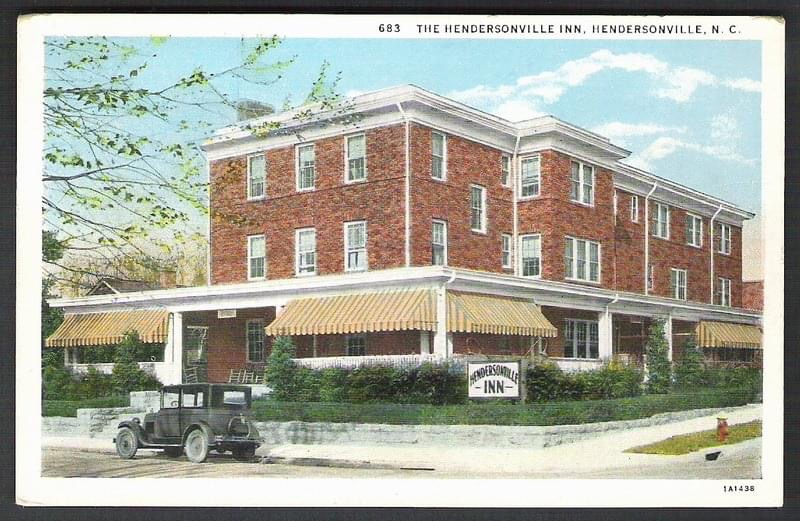 683 THE HENDERSONVILLE INN, HENDERSONVILLE, N. C.
HENDERSONVILLE
INN
1A1438